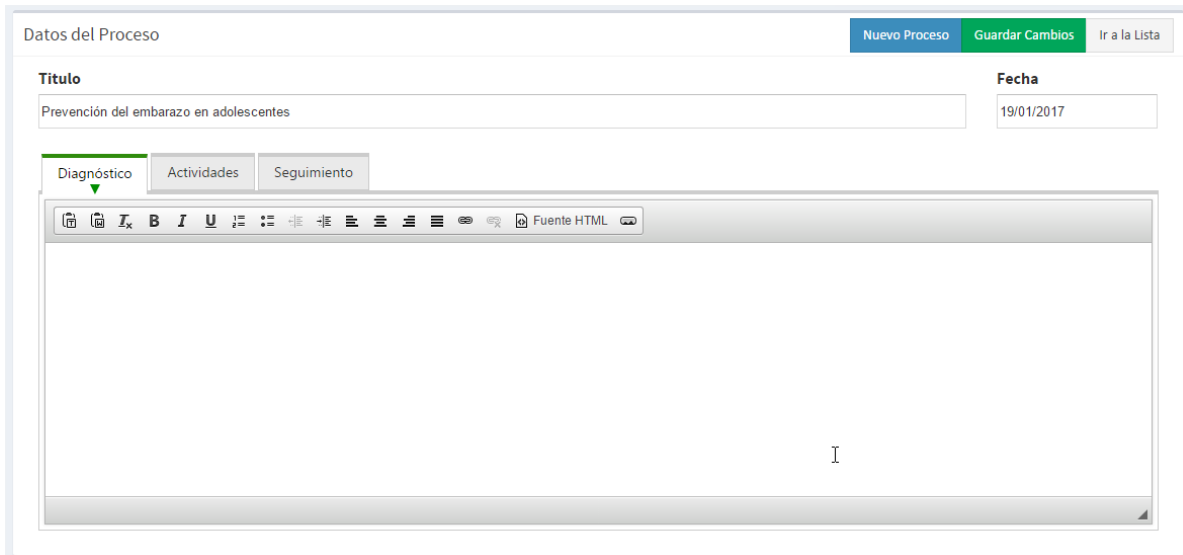 Datos del Proceso Nuevo Proceso Guardar Cambios Ir a la Lista
Titulo Fecha
Prevención del embarazo en adolescentes 19/01/2017
Diagnóstico Actividades Seguimiento
B I U Fuente HTML